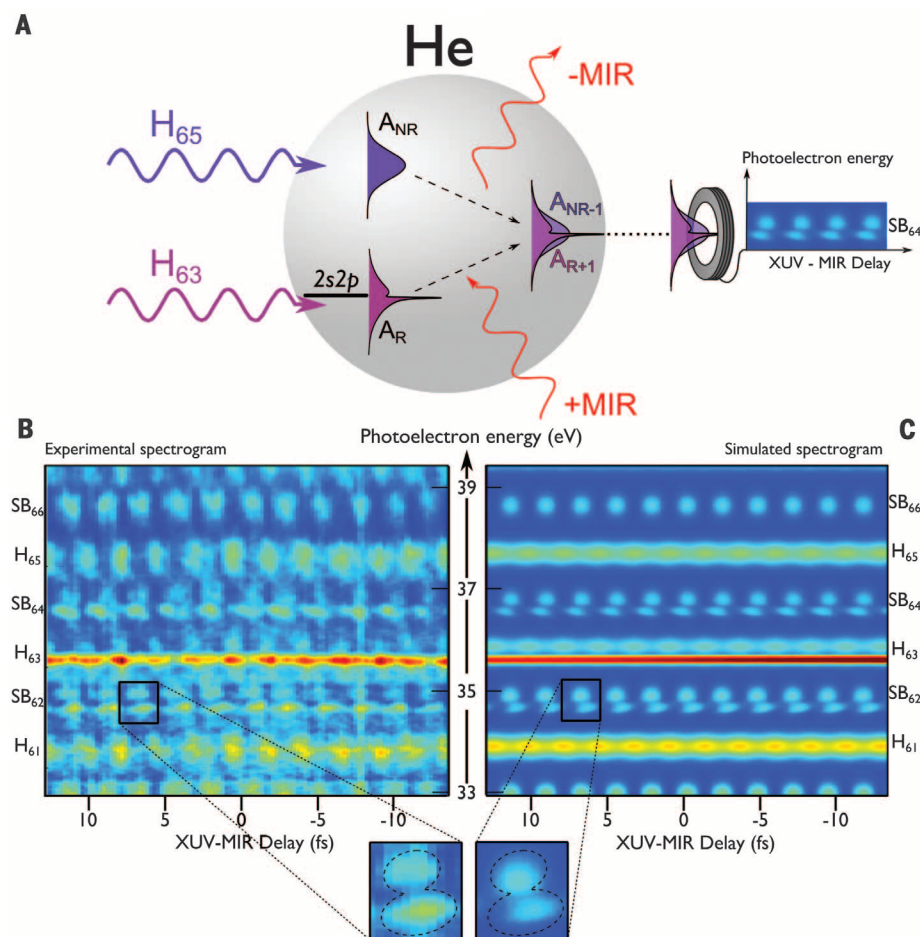 A
He
-MIR
H65
ANR
Photoelectron energy
ANR-1
SB64
H63
2s2p
AR+1
XUV - MIR Delay
AR
+MIR
B
Photoelectron energy (eV)
C
Experimental spectrogram
Simulated spectrogram
39
SB66
SB66
H65
H65
37
SB64
SB64
H63
H63
35
SB62
SB62
H61
H61
33
10 5 0 -5 -10
10 5 0 -5 -10
XUV-MIR Delay (fs)
XUV-MIR Delay (fs)